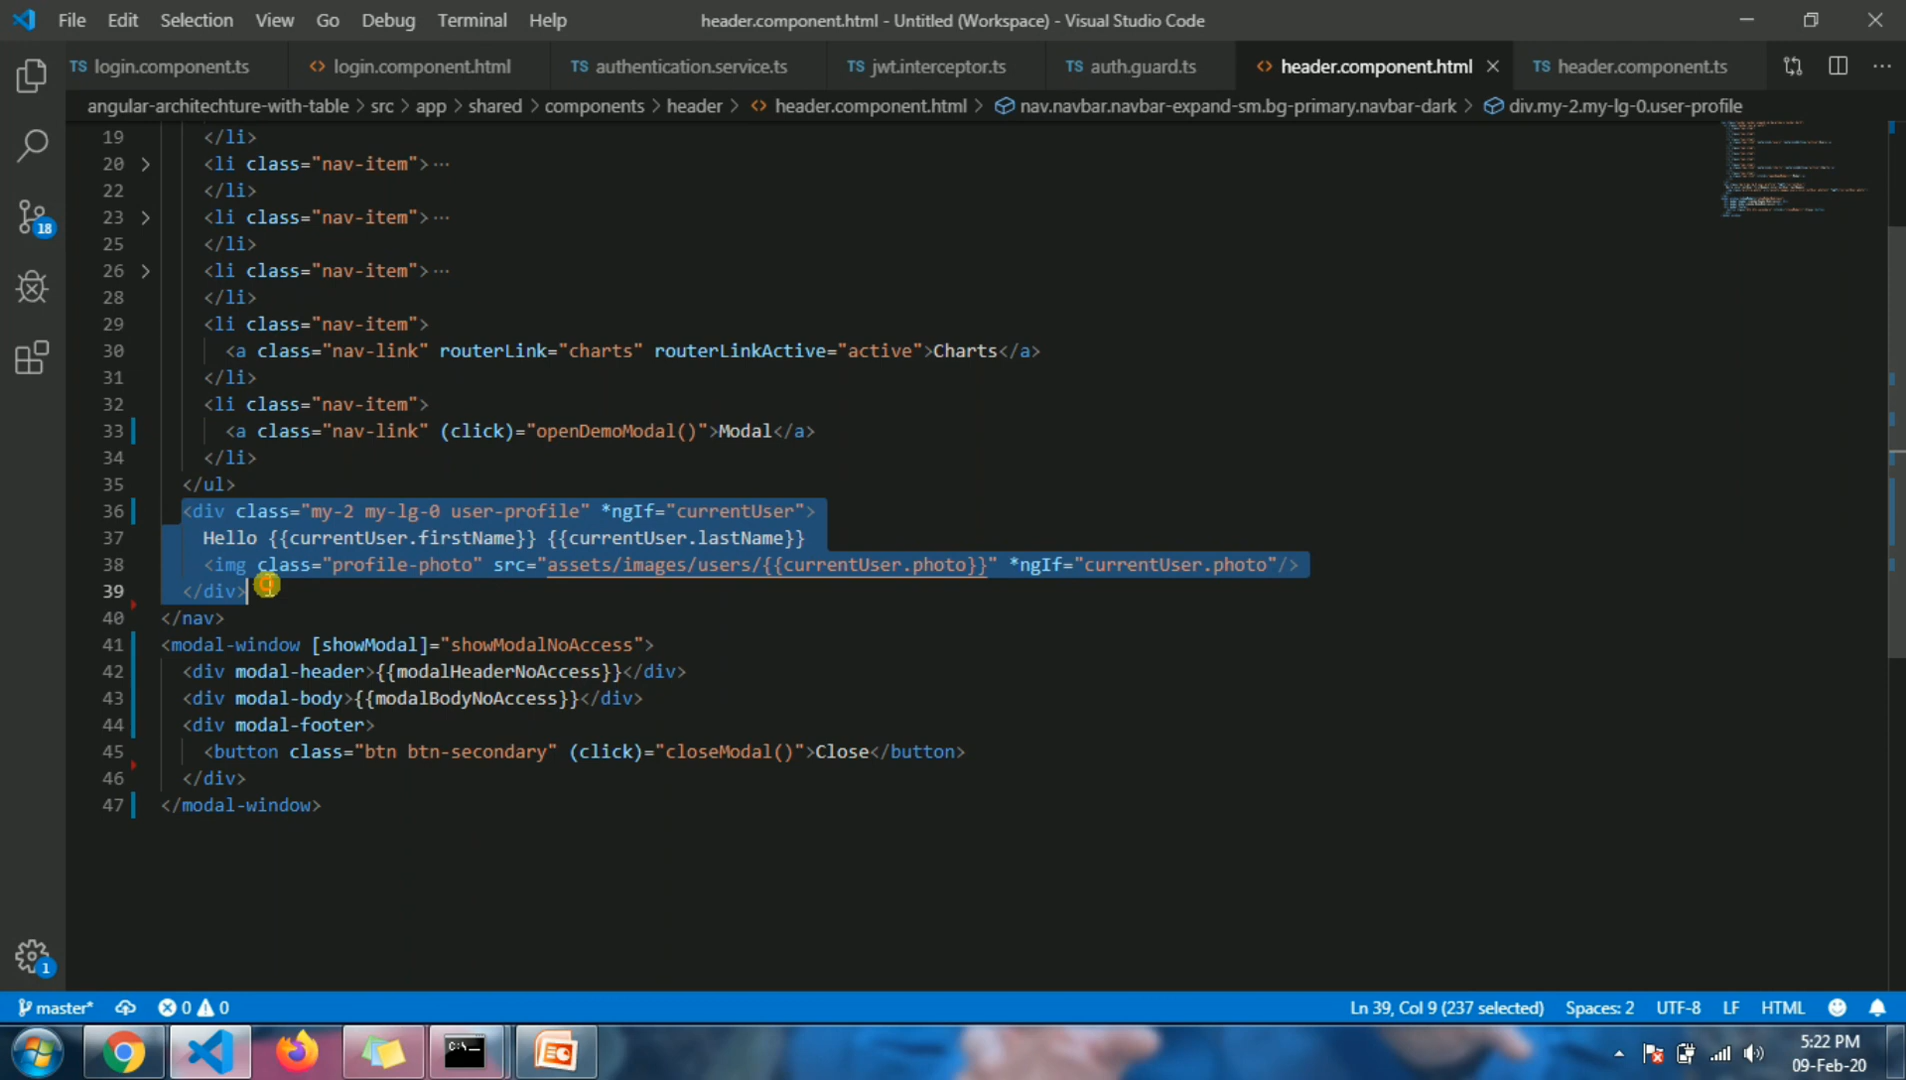 File Edit Selection View Go Debug Terminal Help header.component.html - Untitled (Workspace) - Visual Studio Code
TS login.component.ts <> login.component.html TS authentication.service.ts TS jwt.interceptor.ts TS auth.guard.ts <> header.component.html TS header.component.ts
angular-architechture-with-table > src > app > shared > components > header > <> header.component.html > nav.navbar.navbar-expand-sm.bg-primary.navbar-dark > div.my-2.my-lg-0.user-profile
19 </li>
20 <li class="nav-item">...
22 </li>
23 <li class="nav-item">...
25 </li>
26 <li class="nav-item">...
28 </li>
29 <li class="nav-item">
30 <a class="nav-link" routerLink="charts" routerLinkActive="active">Charts</a>
31 </li>
32 <li class="nav-item">
33 <a class="nav-link" (click)="openDemoModal()">Modal</a>
34 </li>
35 </ul>
36 <div class="my-2 my-lg-0 user-profile" *ngIf="currentUser">
37 Hello {{currentUser.firstName}} {{currentUser.lastName}}
38 <img class="profile-photo" src="assets/images/users/{{currentUser.photo}}" *ngIf="currentUser.photo"/>
39 </div>
40 </nav>
41 <modal-window [showModal]="showModalNoAccess">
42 <div modal-header>{{modalHeaderNoAccess}}</div>
43 <div modal-body>{{modalBodyNoAccess}}</div>
44 <div modal-footer>
45 <button class="btn btn-secondary" (click)="closeModal()">Close</button>
46 </div>
47 </modal-window>
18
1
master* 0 0 Ln 39, Col 9 (237 selected) Spaces: 2 UTF-8 LF HTML
C:\_
5:22 PM
09-Feb-20